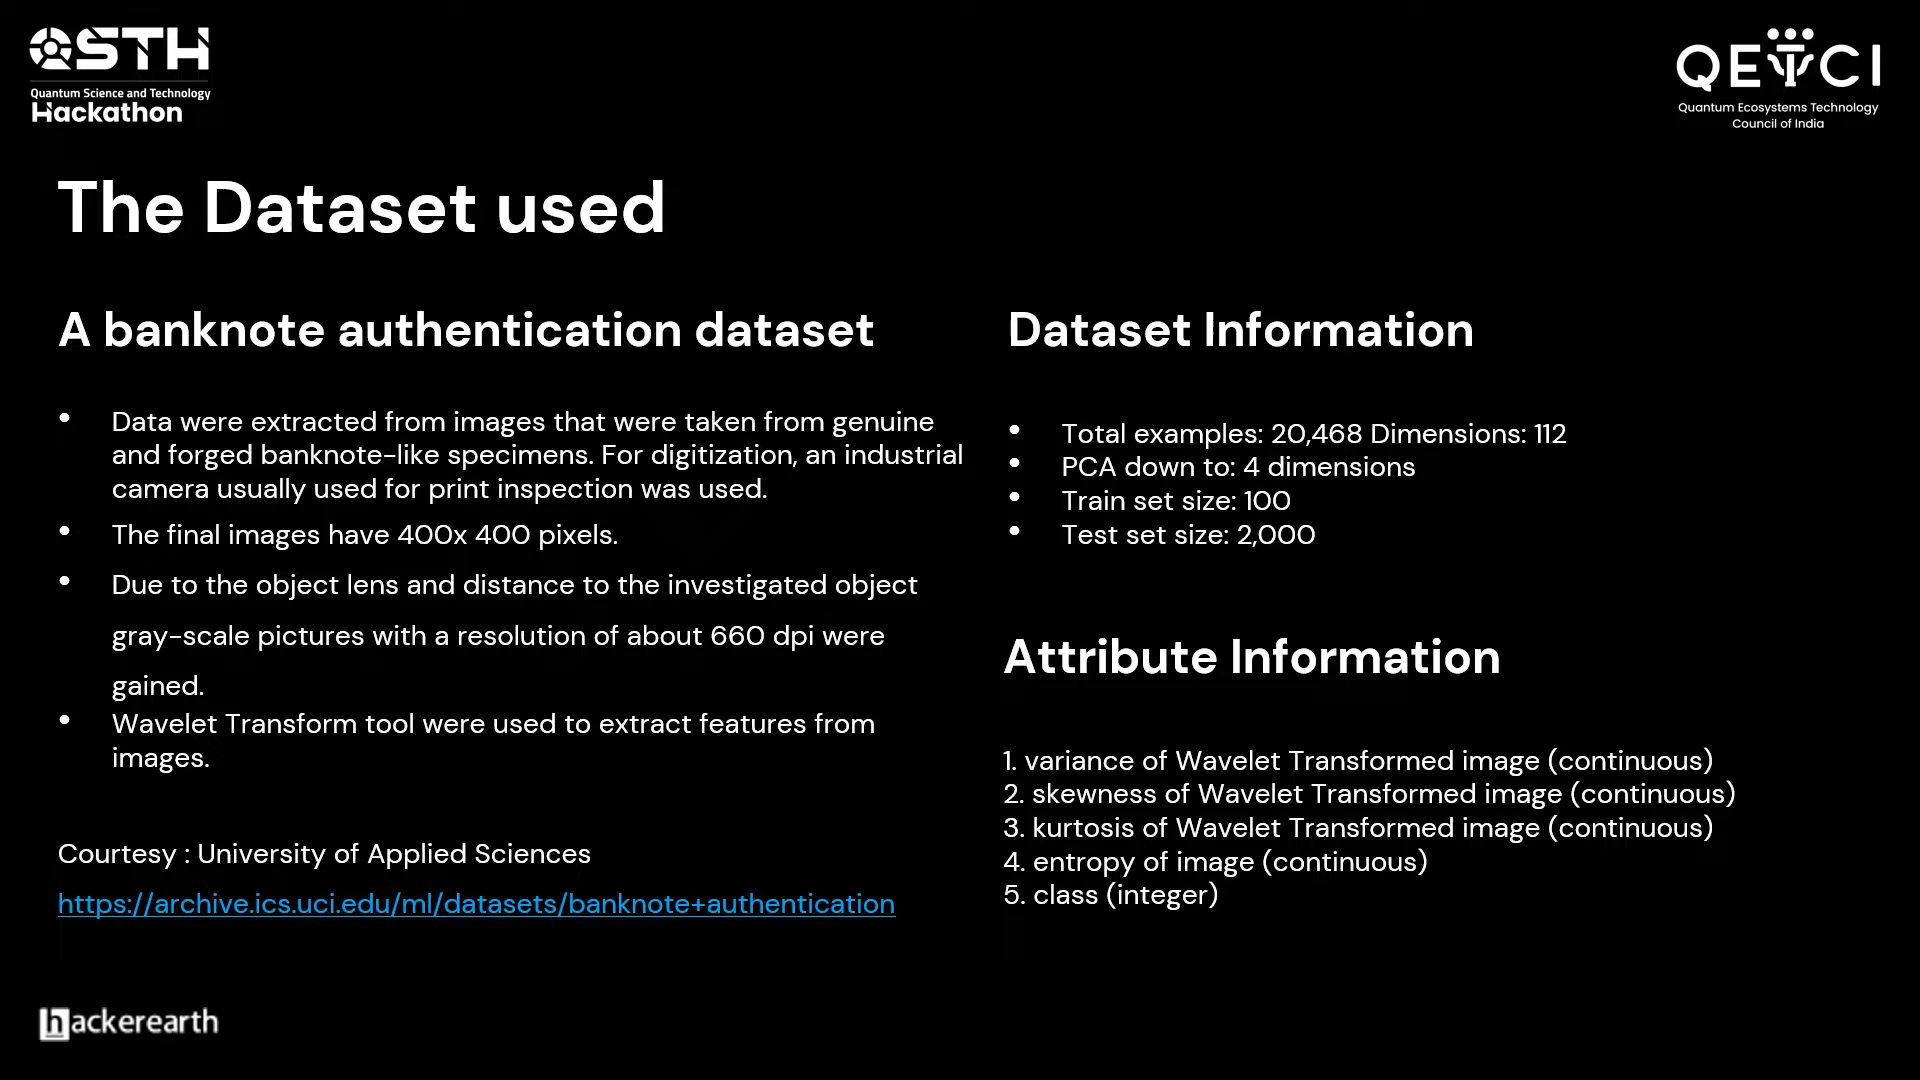 QSTH
Quantum Science and Technology
Hackathon
QETCI
Quantum Ecosystems Technology
Council of India
The Dataset used
A banknote authentication dataset
• Data were extracted from images that were taken from genuine
and forged banknote-like specimens. For digitization, an industrial
camera usually used for print inspection was used.
• The final images have 400x 400 pixels.
• Due to the object lens and distance to the investigated object
gray-scale pictures with a resolution of about 660 dpi were
gained.
• Wavelet Transform tool were used to extract features from
images.
Courtesy : University of Applied Sciences
https://archive.ics.uci.edu/ml/datasets/banknote+authentication
Dataset Information
• Total examples: 20,468 Dimensions: 112
• PCA down to: 4 dimensions
• Train set size: 100
• Test set size: 2,000
Attribute Information
1. variance of Wavelet Transformed image (continuous)
2. skewness of Wavelet Transformed image (continuous)
3. kurtosis of Wavelet Transformed image (continuous)
4. entropy of image (continuous)
5. class (integer)
hackerearth